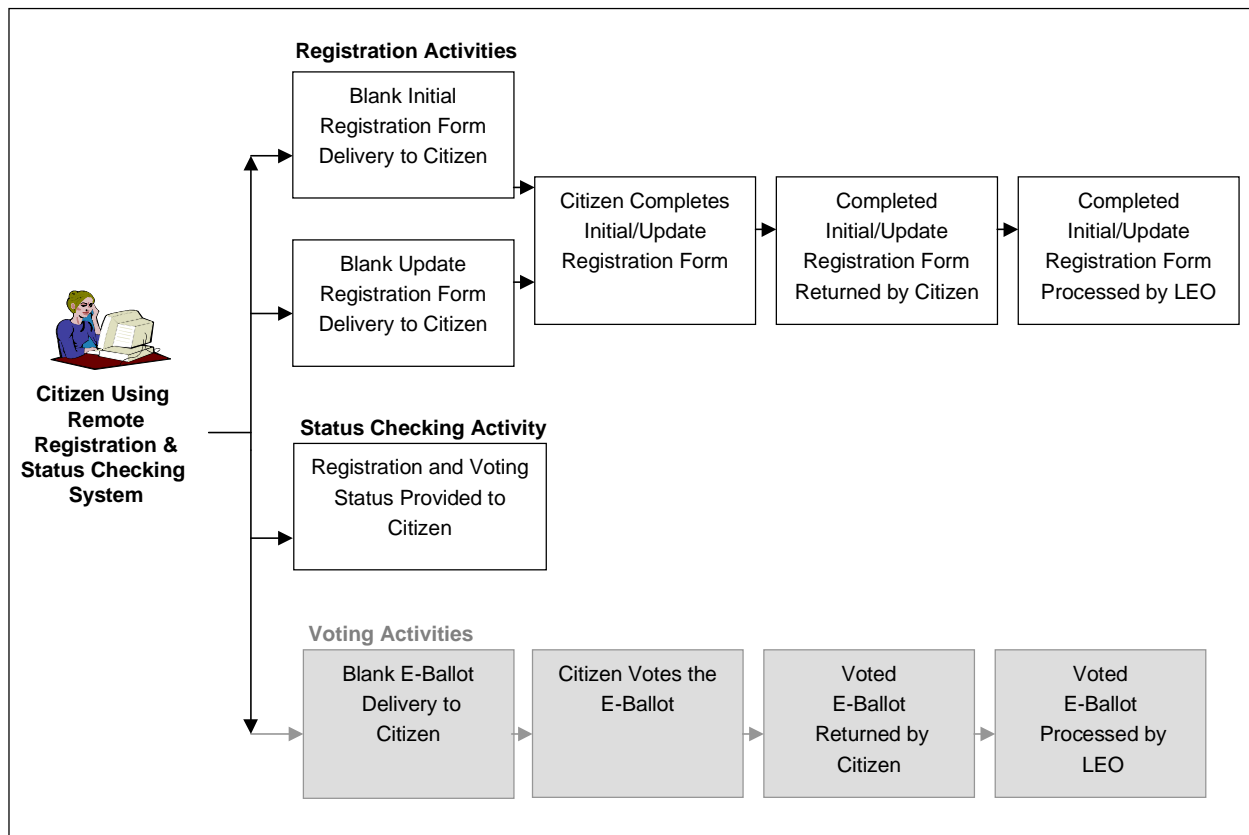 Registration Activities
Blank Initial
Registration Form
Delivery to Citizen
Blank Update
Registration Form
Delivery to Citizen
Citizen Completes
Initial/Update
Registration Form
Completed
Initial/Update
Registration Form
Returned by Citizen
Completed
Initial/Update
Registration Form
Processed by LEO
Citizen Using
Remote
Registration &
Status Checking
System
Status Checking Activity
Registration and Voting
Status Provided to
Citizen
Voting Activities
Blank E-Ballot
Delivery to
Citizen
Citizen Votes the
E-Ballot
Voted
E-Ballot
Returned by
Citizen
Voted
E-Ballot
Processed by
LEO